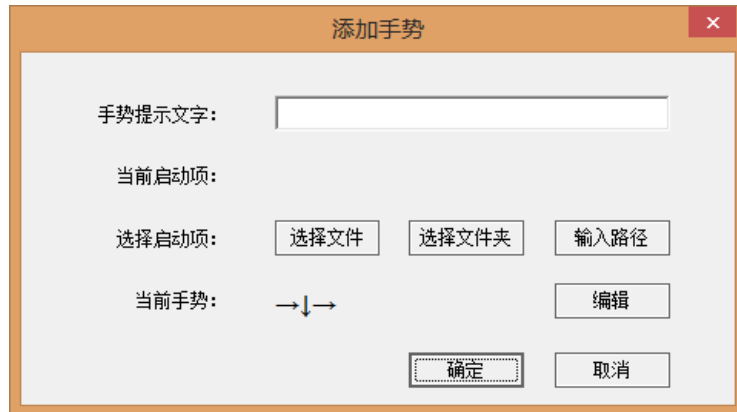 添加手势
手势提示文字：
当前启动项：
选择启动项： 选择文件 选择文件夹 输入路径
当前手势： →↓→ 编辑
确定 取消